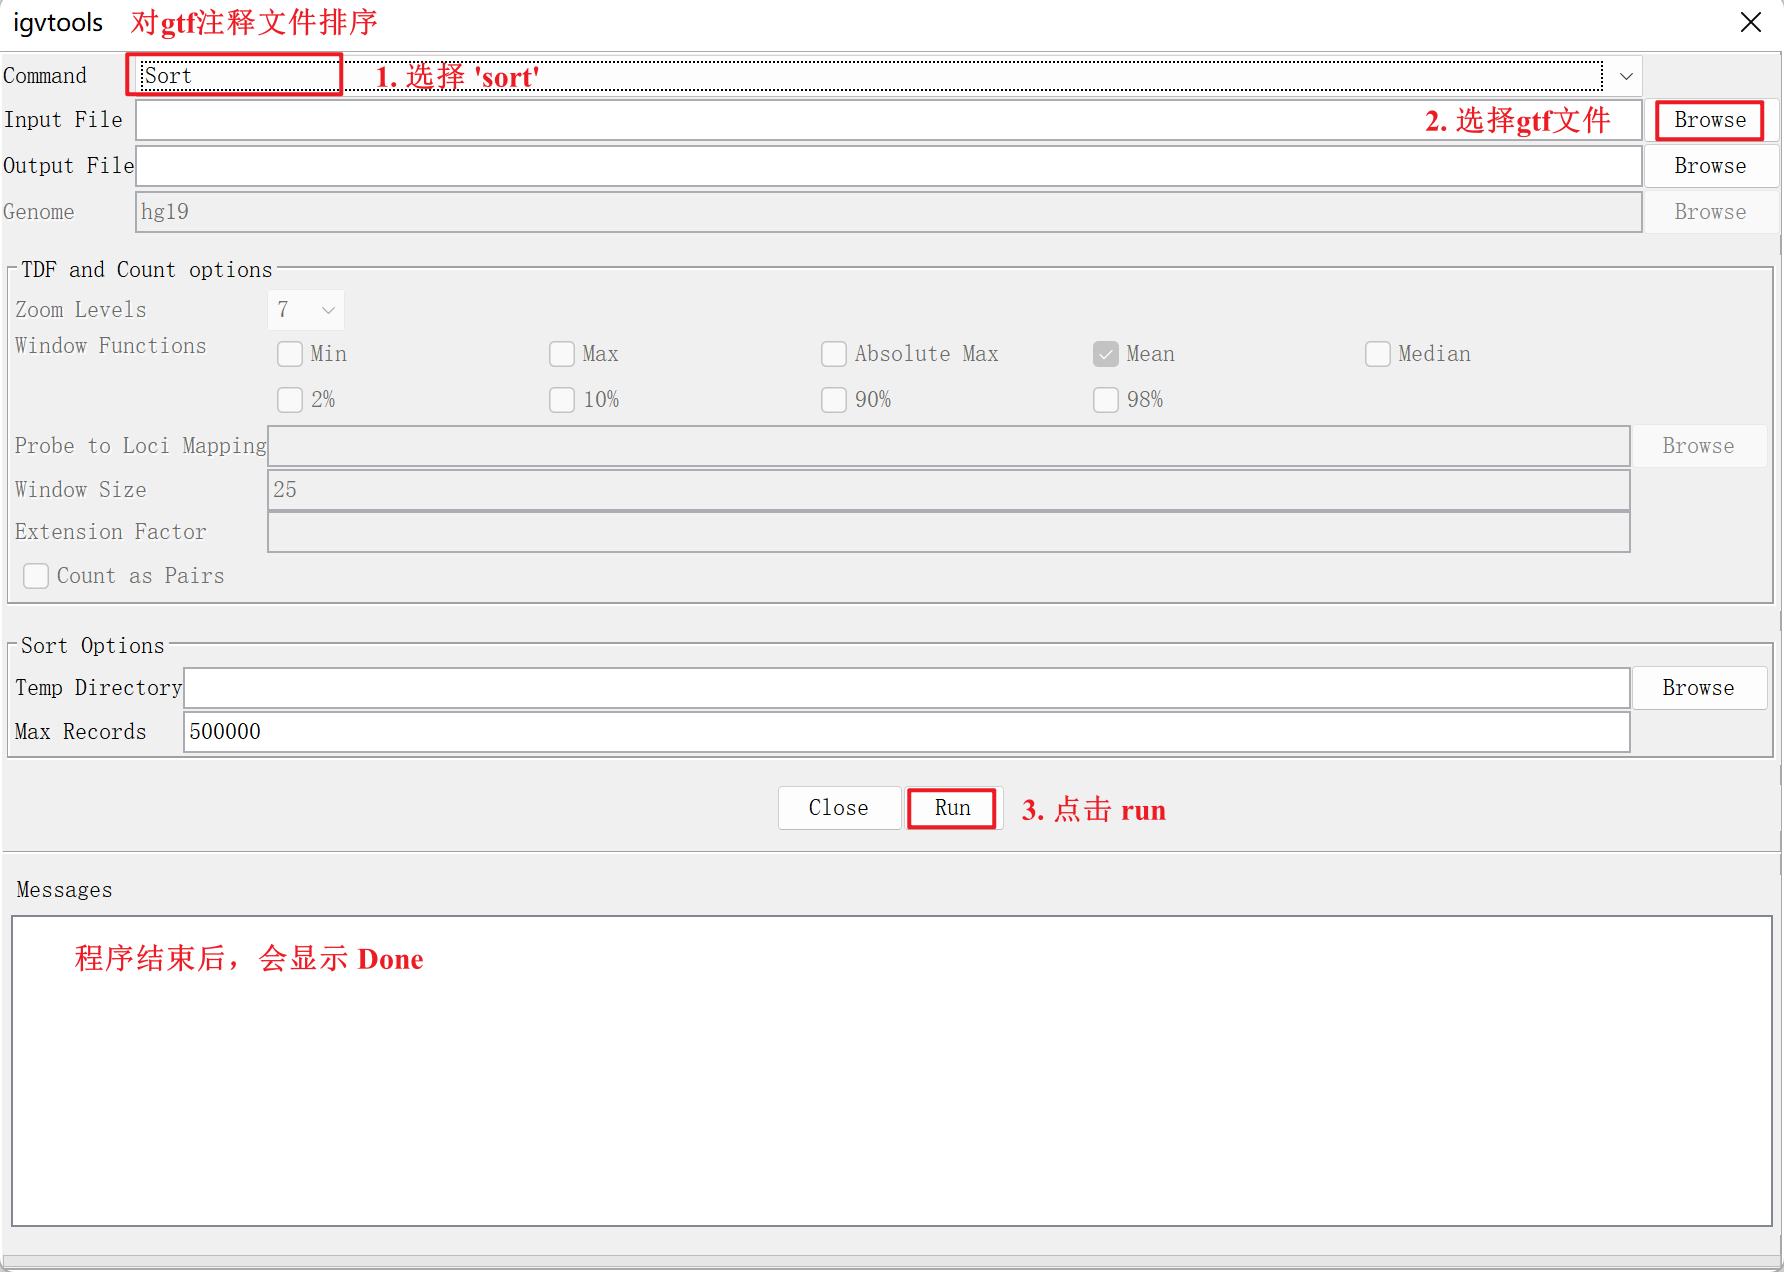 igvtools 对gtf注释文件排序
Command Sort 1. 选择 'sort'
Input File 2. 选择gtf文件 Browse
Output File Browse
Genome hg19 Browse
TDF and Count options
Zoom Levels 7
Window Functions Min Max Absolute Max Mean Median
2% 10% 90% 98%
Probe to Loci Mapping Browse
Window Size 25
Extension Factor
Count as Pairs
Sort Options
Temp Directory Browse
Max Records 500000
Close Run 3. 点击 run
Messages
程序结束后，会显示 Done